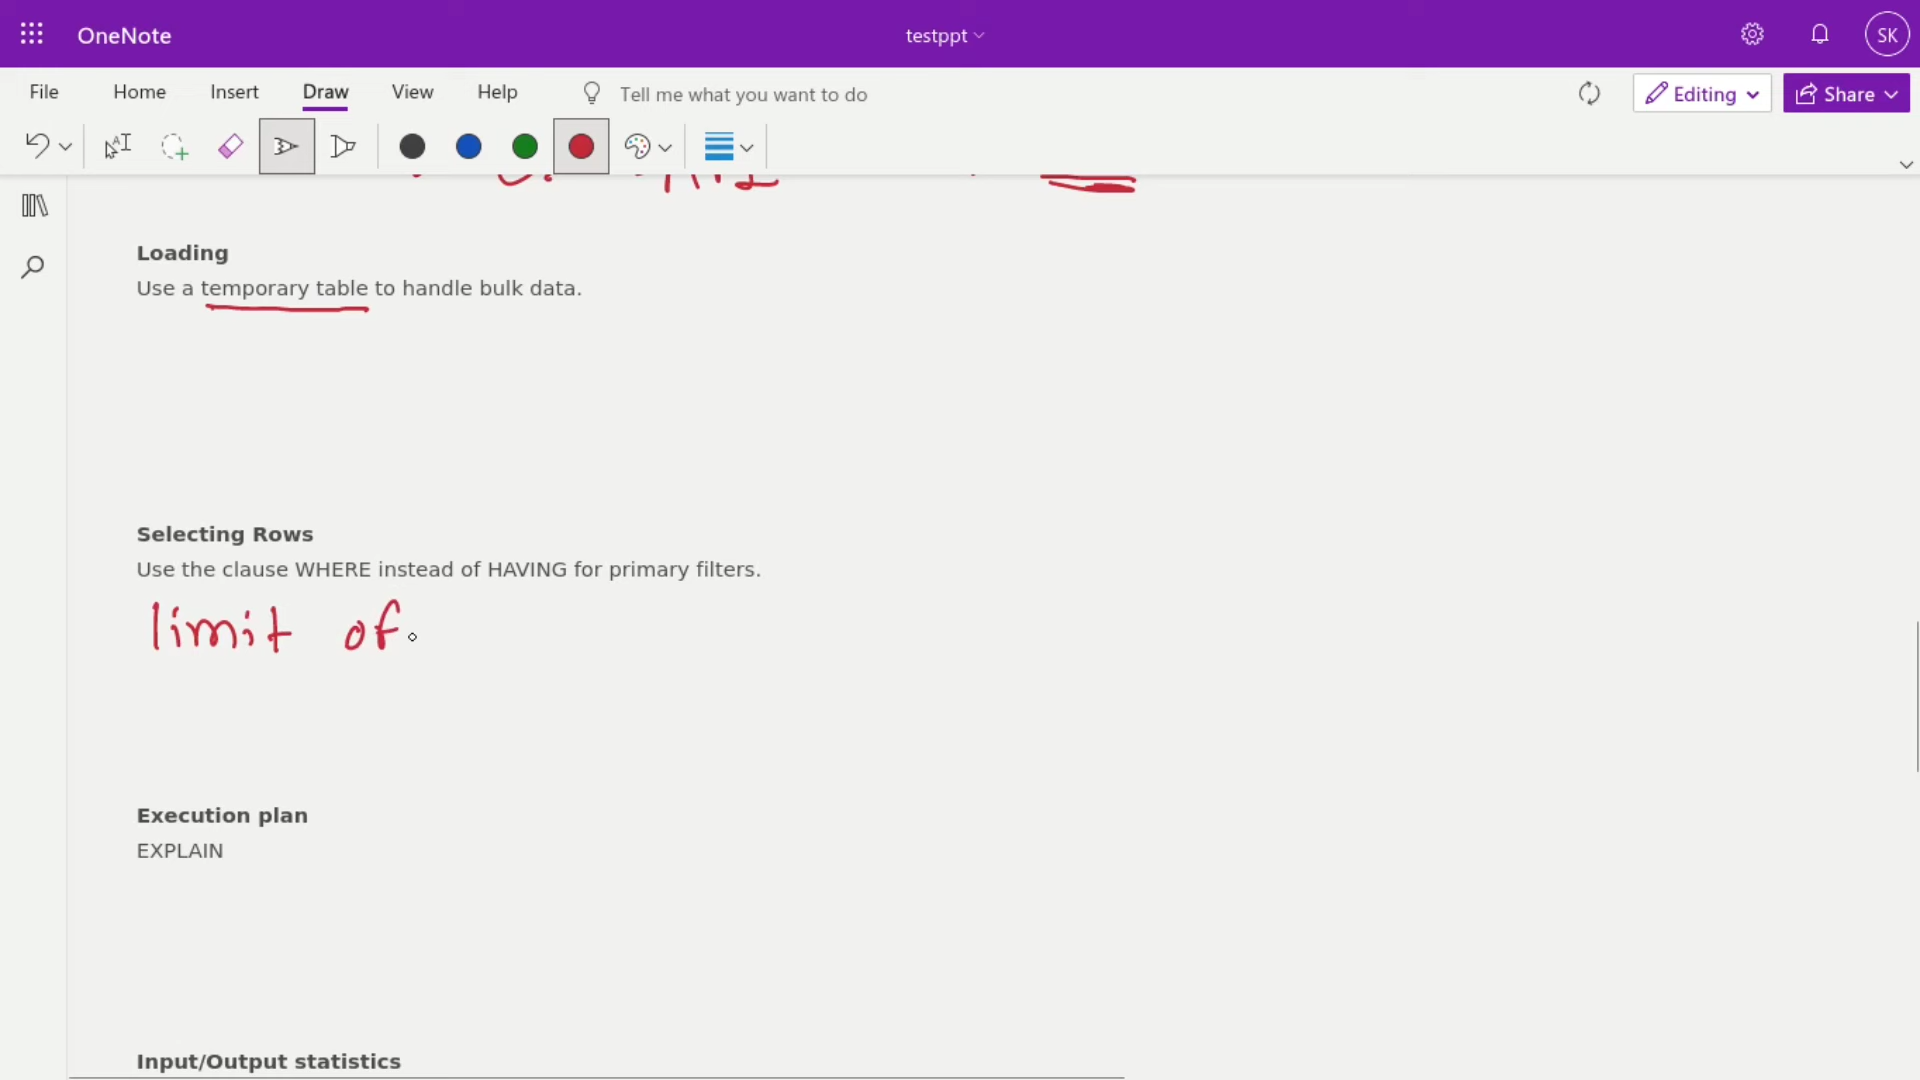 OneNote
testppt
SK
File Home Insert Draw View Help Tell me what you want to do Editing Share
Loading
Use a temporary table to handle bulk data.
Selecting Rows
Use the clause WHERE instead of HAVING for primary filters.
limit of
Execution plan
EXPLAIN
Input/Output statistics